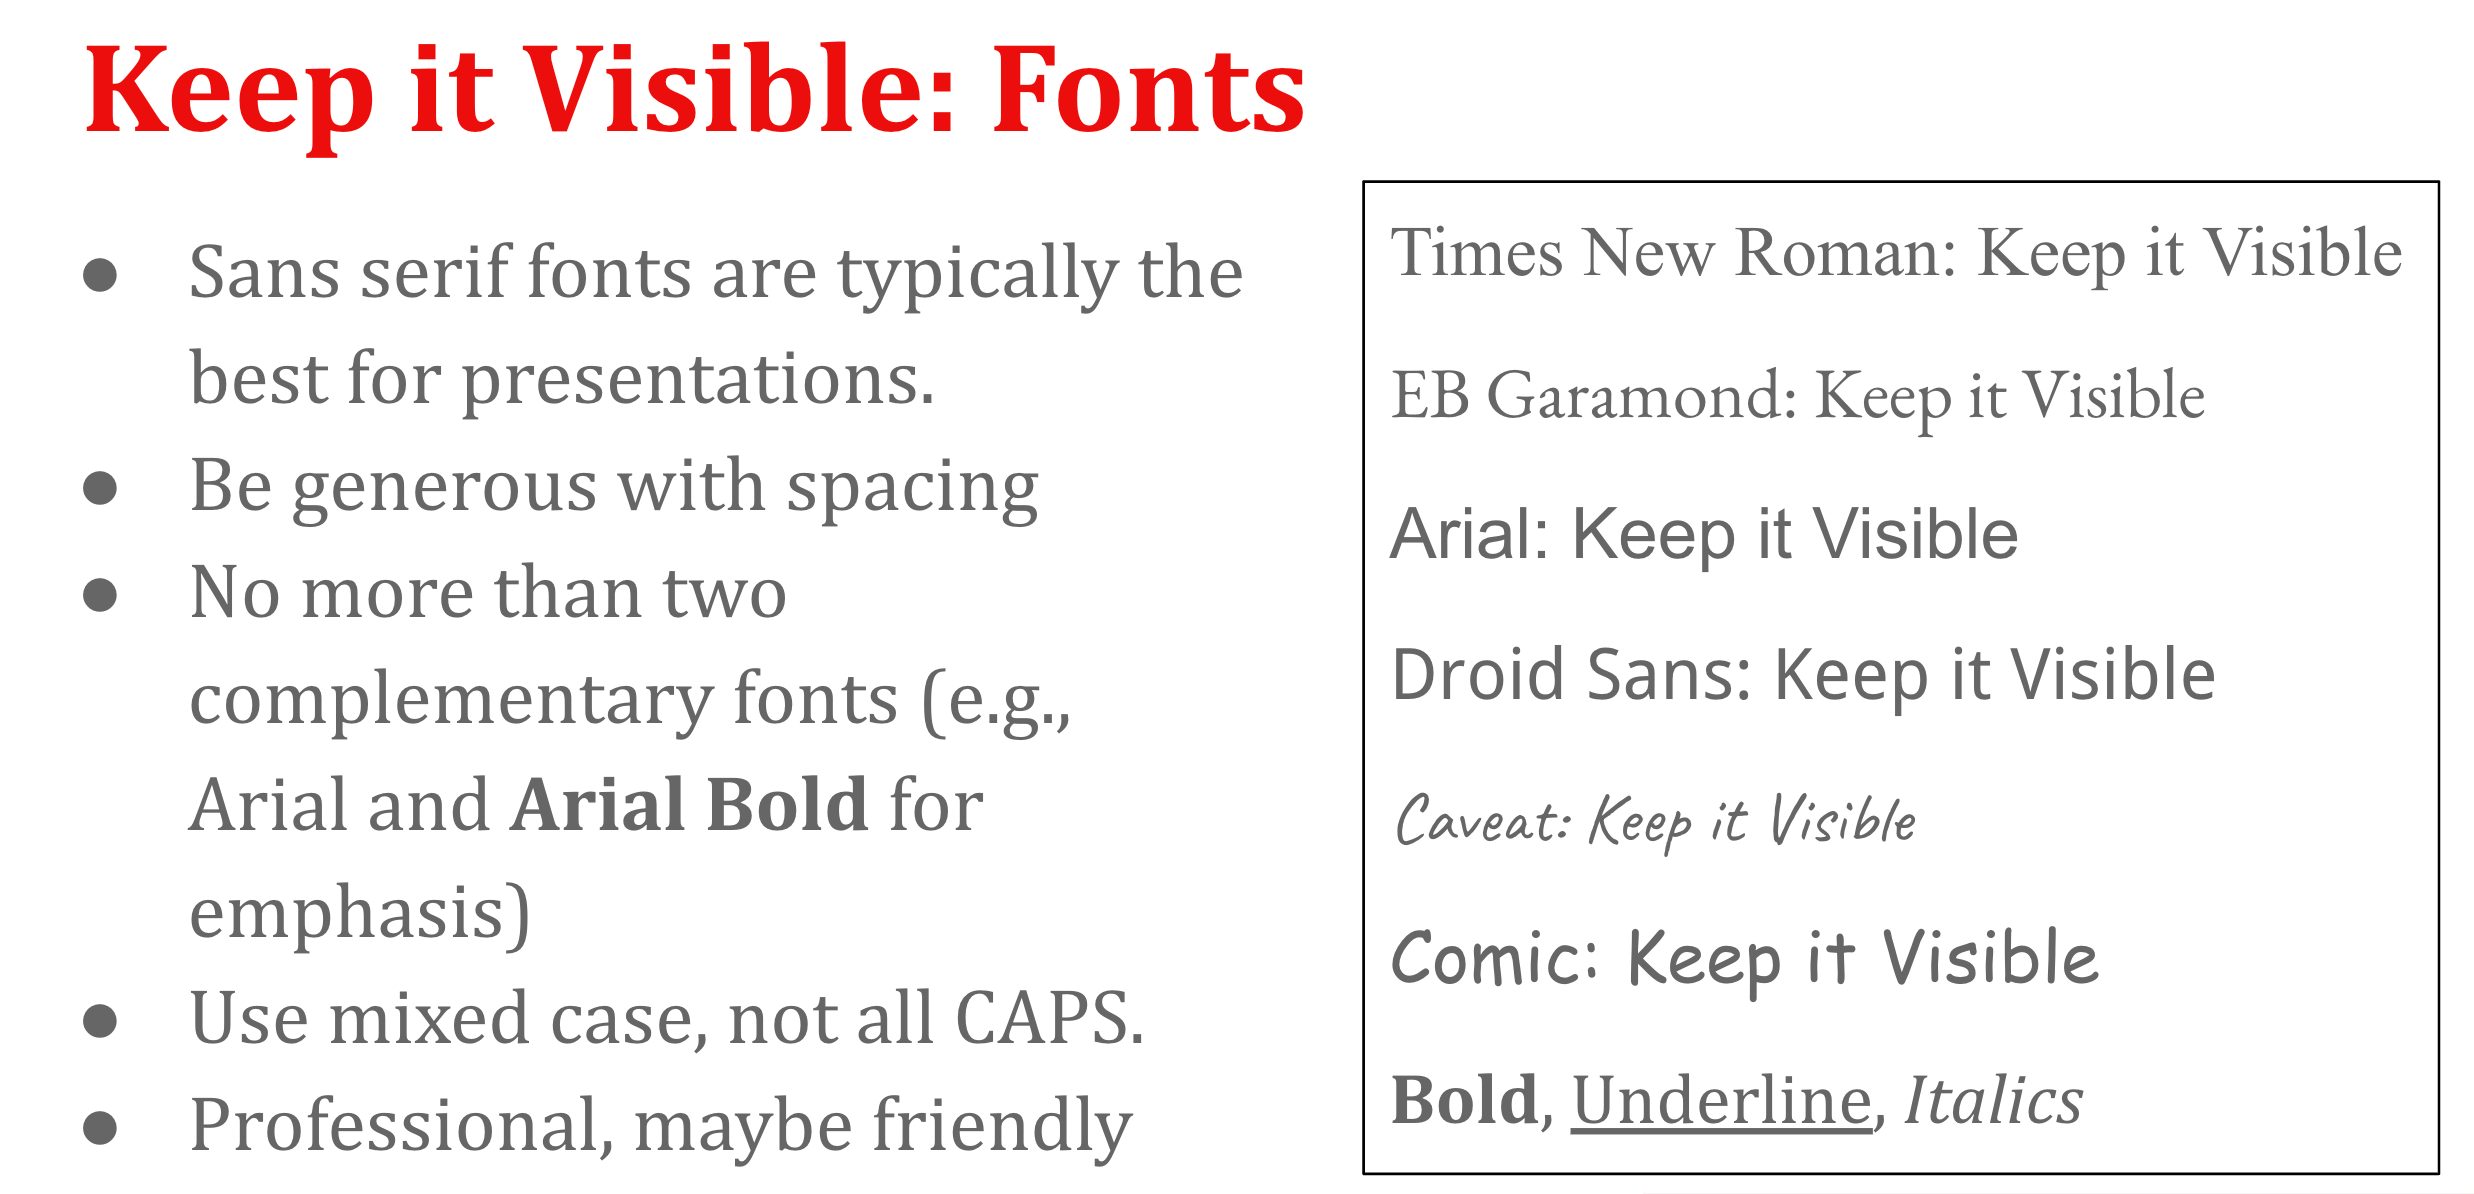 Keep it Visible: Fonts
● Sans serif fonts are typically the
best for presentations.
● Be generous with spacing
● No more than two
complementary fonts (e.g.,
Arial and Arial Bold for
emphasis)
● Use mixed case, not all CAPS.
● Professional, maybe friendly
Times New Roman: Keep it Visible
EB Garamond: Keep it Visible
Arial: Keep it Visible
Droid Sans: Keep it Visible
Caveat: Keep it Visible
Comic: Keep it Visible
Bold, Underline, Italics